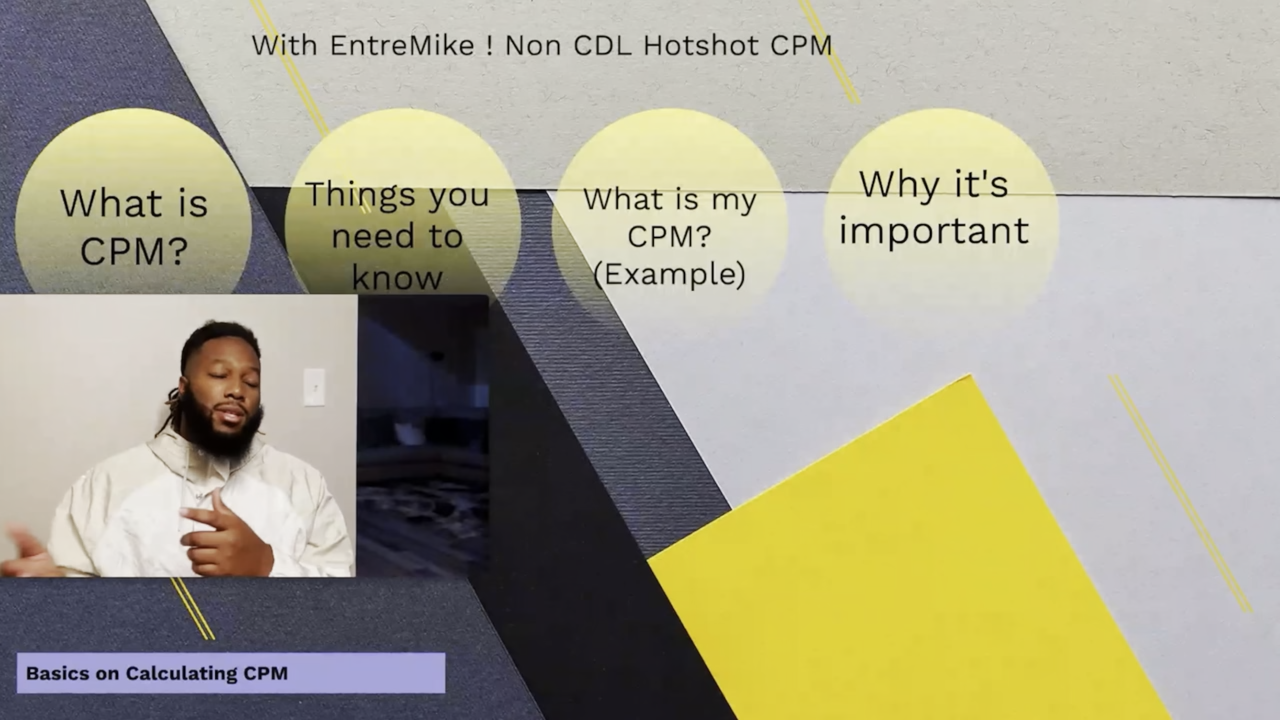 With EntreMike ! Non CDL Hotshot CPM
What is
CPM?
Things you
need to
know
What is my
CPM?
(Example)
Why it's
important
Basics on Calculating CPM